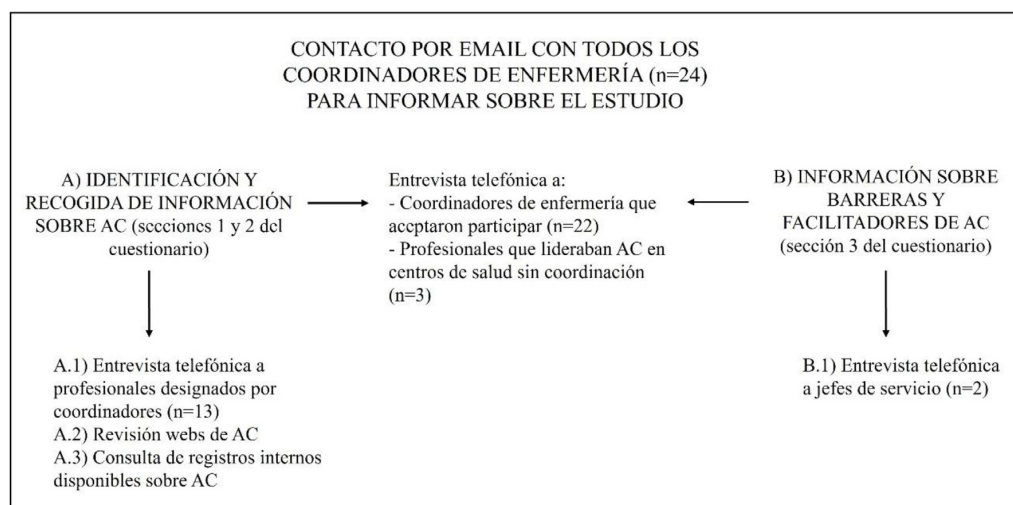 CONTACTO POR EMAIL CON TODOS LOS
COORDINADORES DE ENFERMERÍA (n=24)
PARA INFORMAR SOBRE EL ESTUDIO
A) IDENTIFICACIÓN Y
RECOGIDA DE INFORMACIÓN
SOBRE AC (secciones 1 y 2 del
cuestionario)
Entrevista telefónica a:
- Coordinadores de enfermería que
aceptaron participar (n=22)
- Profesionales que lideraban AC en
centros de salud sin coordinación
(n=3)
B) INFORMACIÓN SOBRE
BARRERAS Y
FACILITADORES DE AC
(sección 3 del cuestionario)
A.1) Entrevista telefónica a
profesionales designados por
coordinadores (n=13)
A.2) Revisión webs de AC
A.3) Consulta de registros internos
disponibles sobre AC
B.1) Entrevista telefónica
a jefes de servicio (n=2)